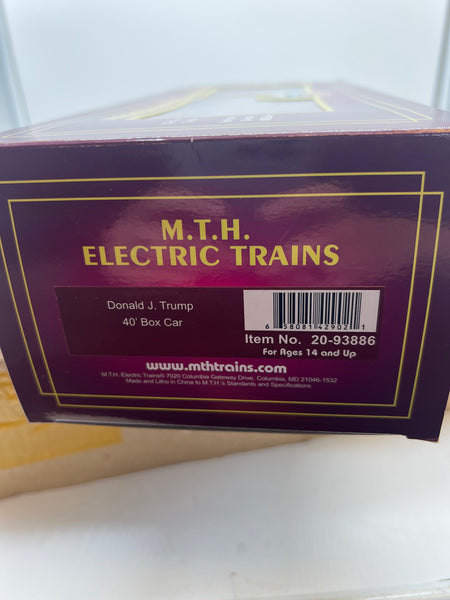 M.T.H.
ELECTRIC TRAINS
Donald J. Trump
40' Box Car
6 58081 42902 1
Item No. 20-93886
For Ages 14 and Up
www.mthtrains.com
M.T.H. Electric Trains® 7020 Columbia Gateway Drive, Columbia, MD 21046-1532
Made and Litho in China to M.T.H.'s Standards and Specifications